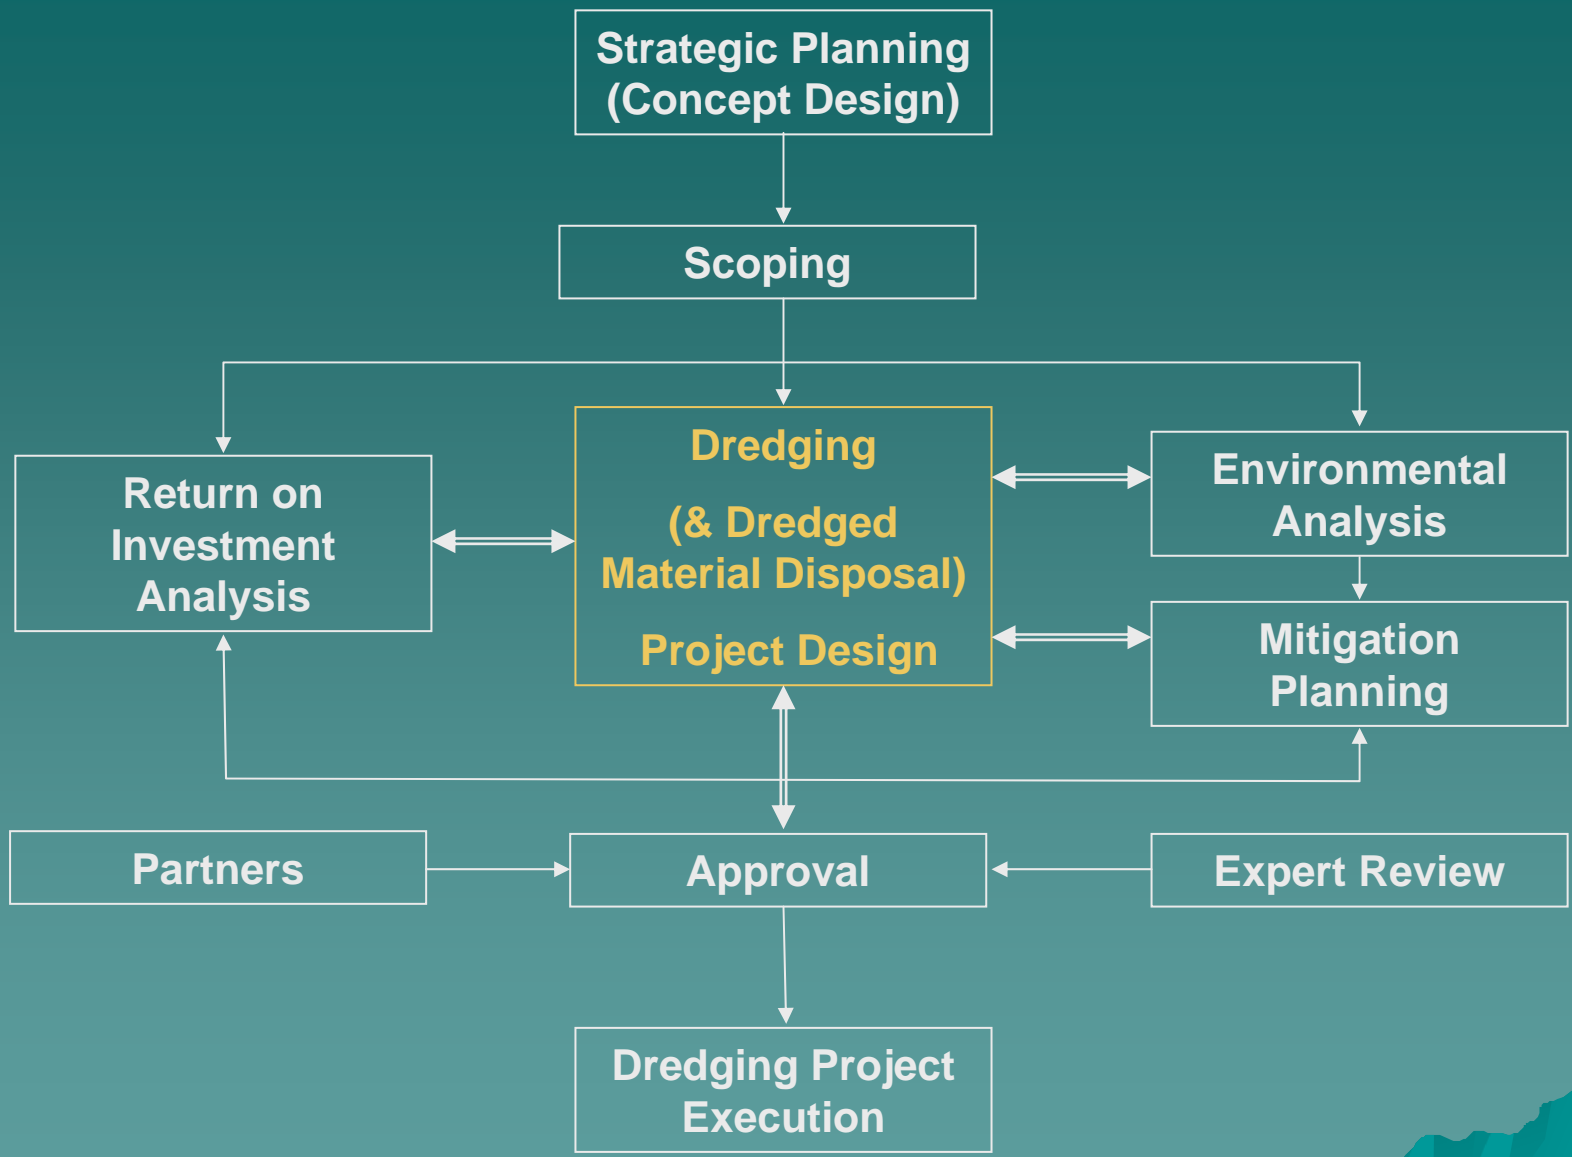 Strategic Planning
(Concept Design)
Scoping
Return on
Investment
Analysis
Dredging
(& Dredged
Material Disposal)
Project Design
Environmental
Analysis
Mitigation
Planning
Partners
Approval
Expert Review
Dredging Project
Execution